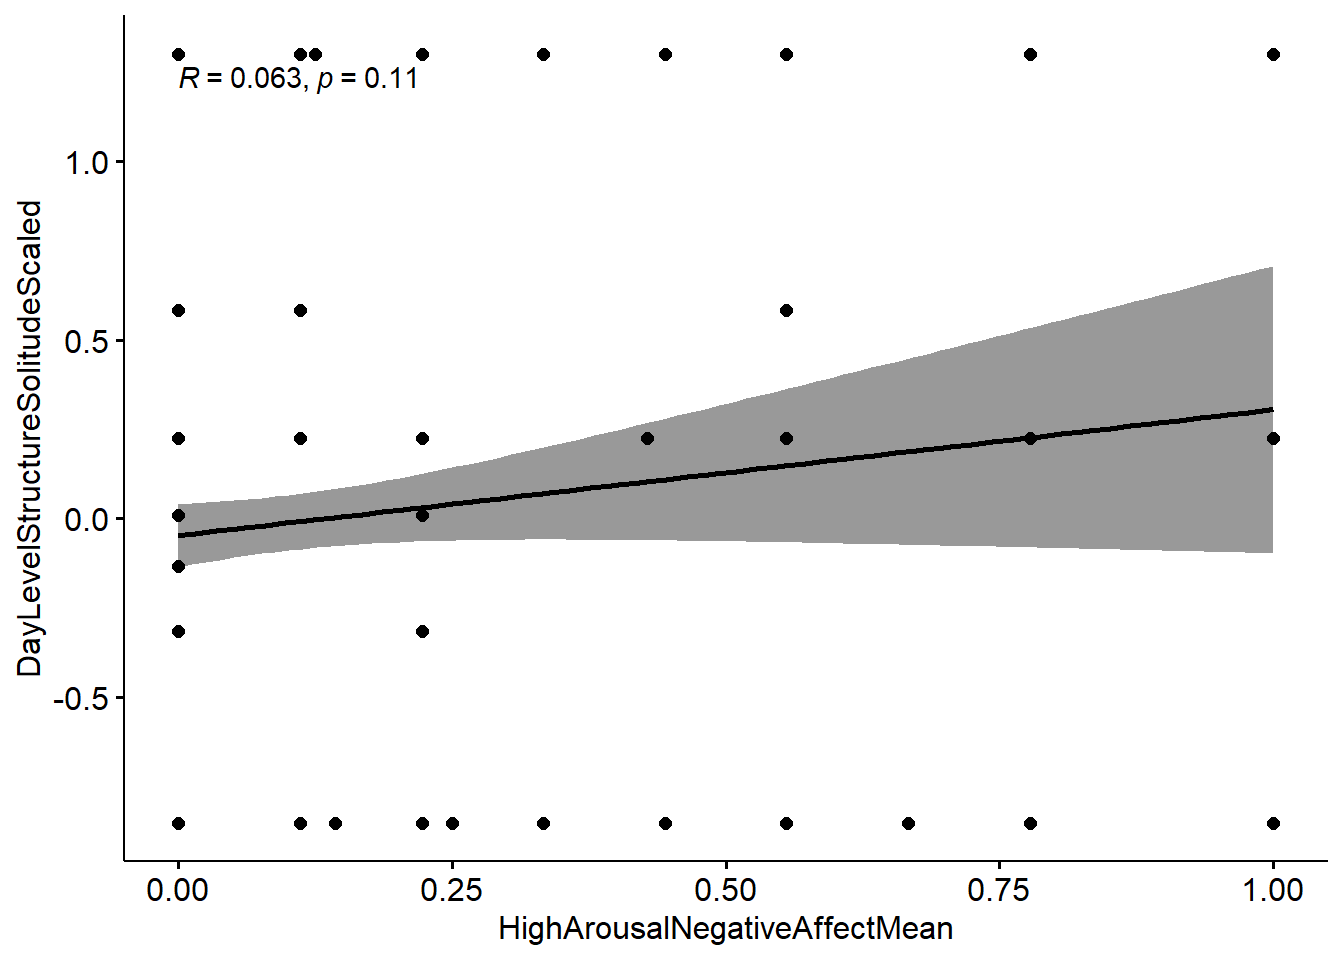 R = 0.063, p = 0.11
1.0
0.5
0.0
-0.5
DayLevelStructureSolitudeScaled
0.00 0.25 0.50 0.75 1.00
HighArousalNegativeAffectMean